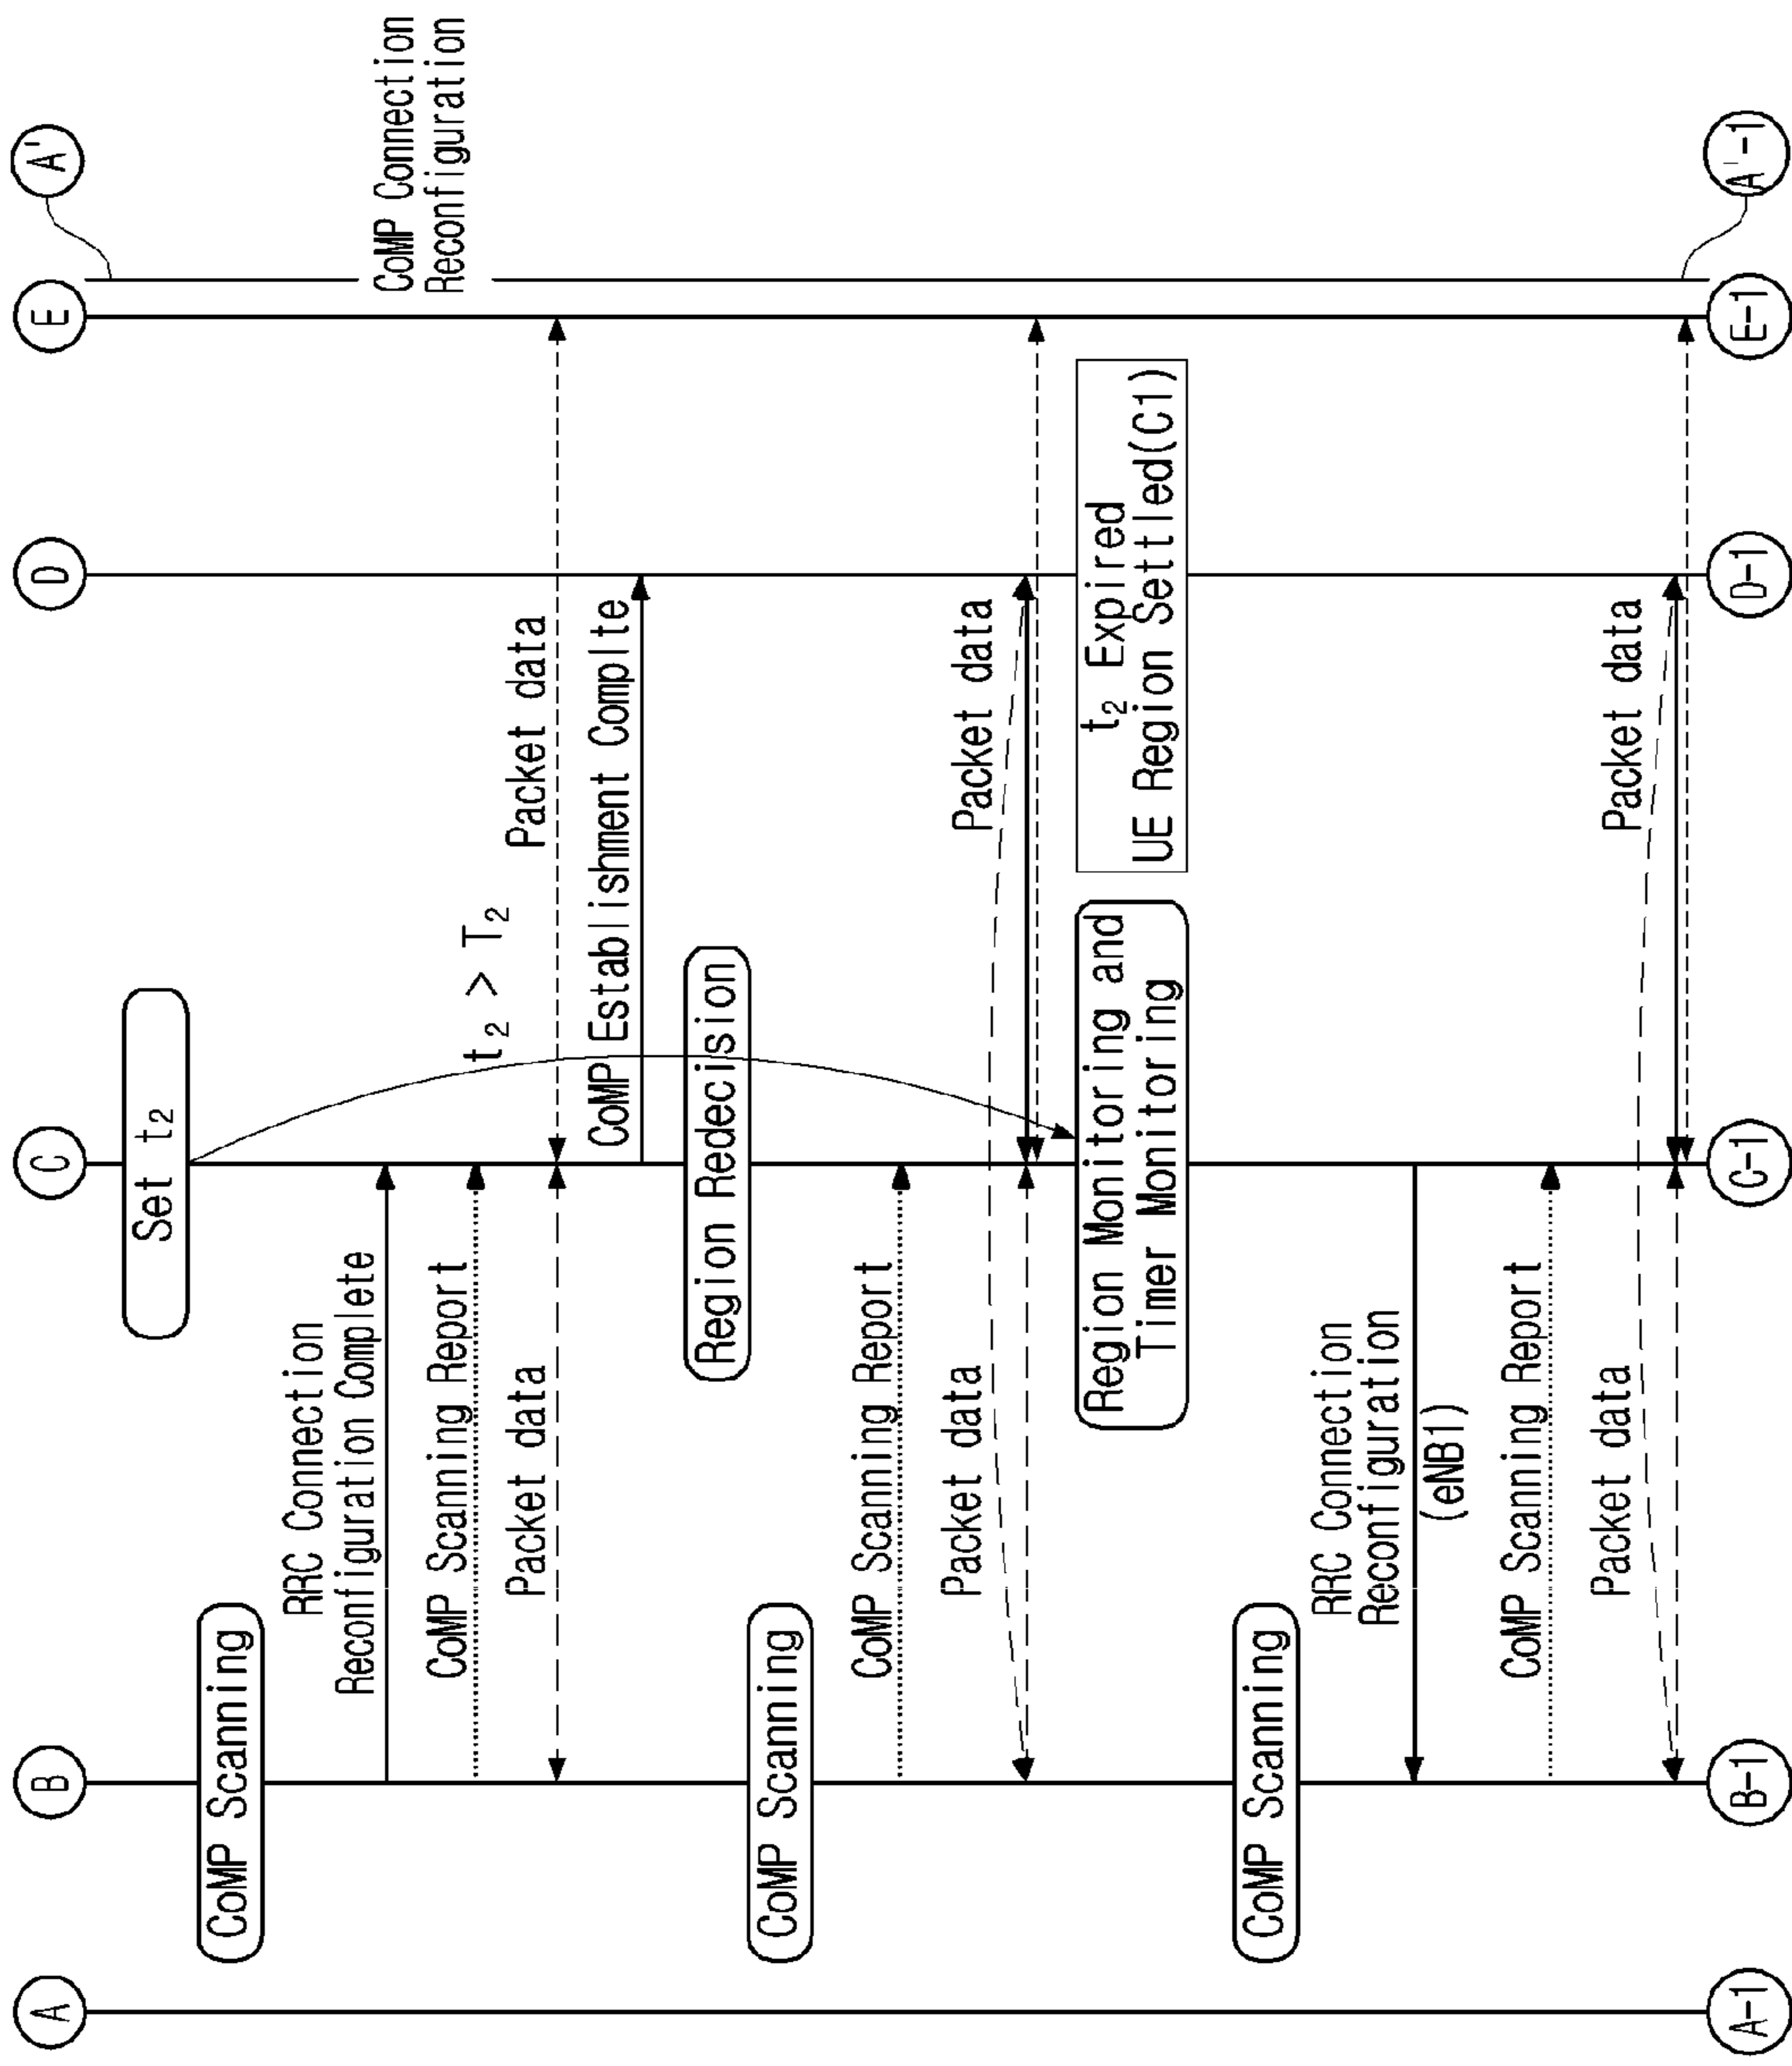 A
B
C
D
E
A'
Set t₂
CoMP Scanning
RRC Connection
Reconfiguration Complete
CoMP Connection
Reconfiguration
CoMP Scanning Report
t₂ > T₂
Packet data
Packet data
CoMP Establishment Complte
Region Redecision
CoMP Scanning
CoMP Scanning Report
Packet data
Packet data
Region Monitoring and
Timer Monitoring
t₂ Expired
UE Region Settled(C1)
CoMP Scanning
RRC Connection
Reconfiguration
(eNB1)
CoMP Scanning Report
Packet data
Packet data
A-1
B-1
C-1
D-1
E-1
A'-1